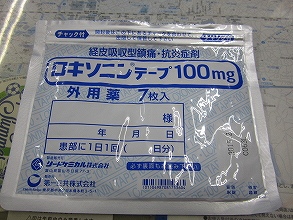 チャック付
経皮吸収型鎮痛・抗炎症剤
ロキソニンテープ100mg
外用薬 7枚入
様
年 月 日
患部に1日1回( 日分)
リードケミカル株式会社
第一三共株式会社